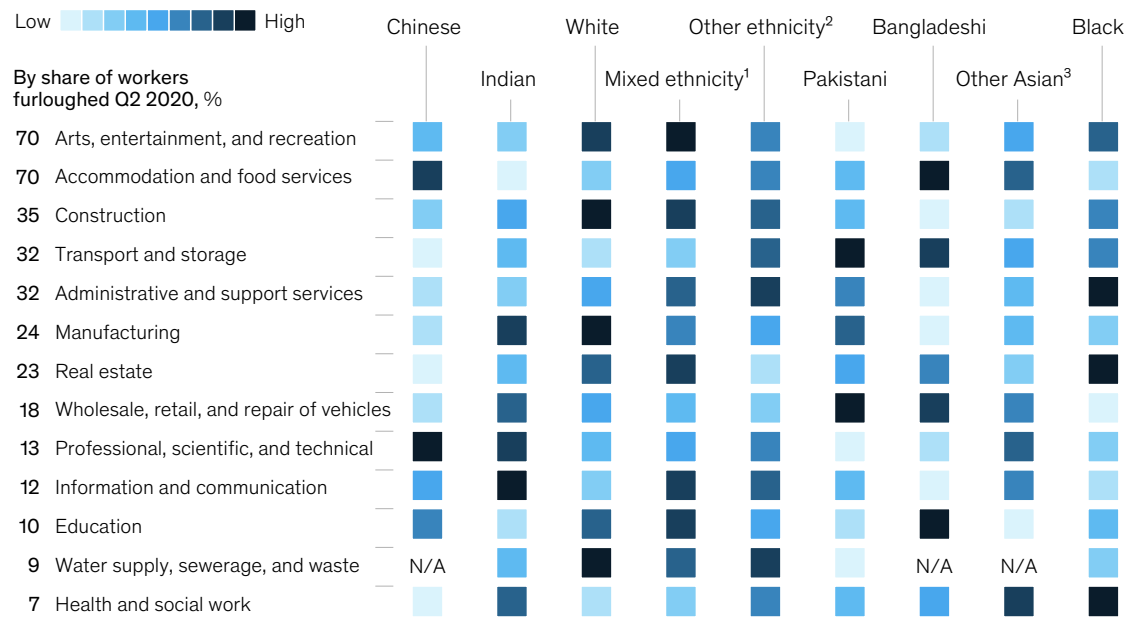 Low High
Chinese White Other ethnicity² Bangladeshi Black
Indian Mixed ethnicity¹ Pakistani Other Asian³
By share of workers
furloughed Q2 2020, %
70 Arts, entertainment, and recreation
70 Accommodation and food services
35 Construction
32 Transport and storage
32 Administrative and support services
24 Manufacturing
23 Real estate
18 Wholesale, retail, and repair of vehicles
13 Professional, scientific, and technical
12 Information and communication
10 Education
9 Water supply, sewerage, and waste N/A N/A N/A
7 Health and social work